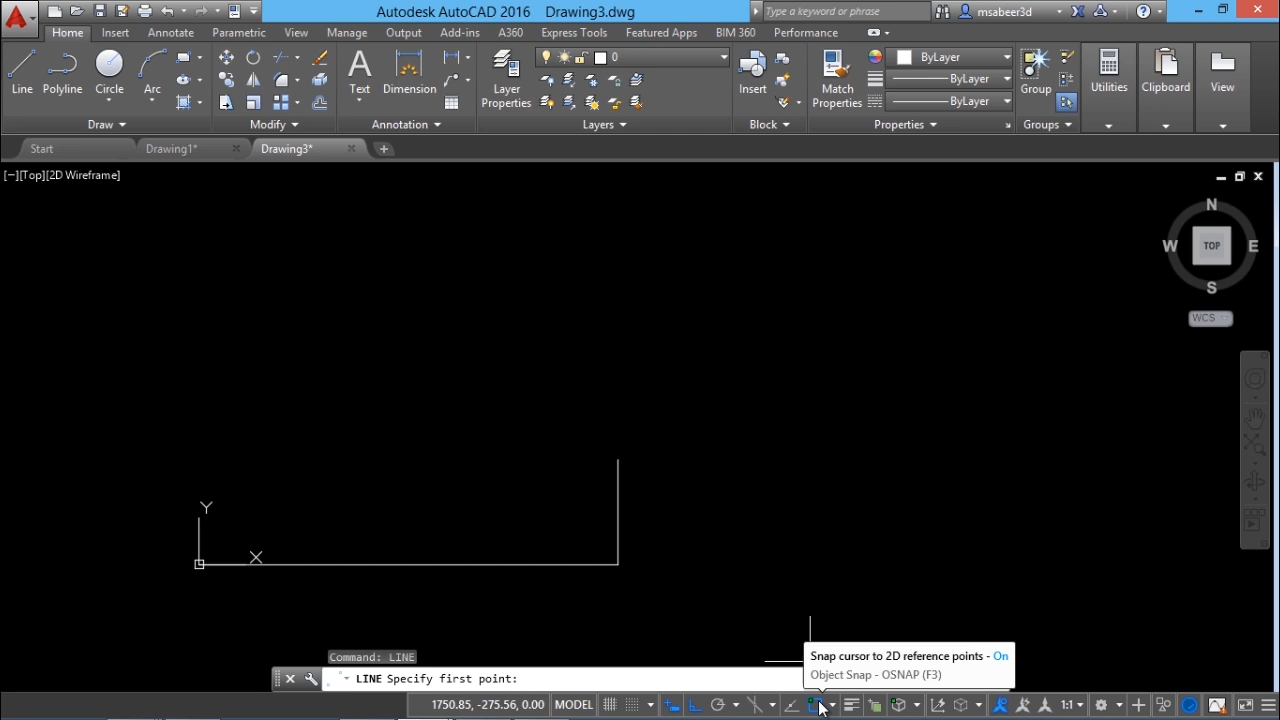 Autodesk AutoCAD 2016 Drawing3.dwg
Type a keyword or phrase
msabeer3d
Home Insert Annotate Parametric View Manage Output Add-ins A360 Express Tools Featured Apps BIM 360 Performance
Line Polyline Circle Arc
Text Dimension
Layer Properties
0
Insert
Match Properties
ByLayer
ByLayer
ByLayer
Group
Utilities
Clipboard
View
Draw Modify Annotation Layers Block Properties Groups
Start Drawing1* Drawing3*
[−][Top][2D Wireframe]
N
W TOP E
S
WCS
Y
X
Command: LINE
LINE Specify first point:
Snap cursor to 2D reference points - On
Object Snap - OSNAP (F3)
1750.85, -275.56, 0.00 MODEL 1:1